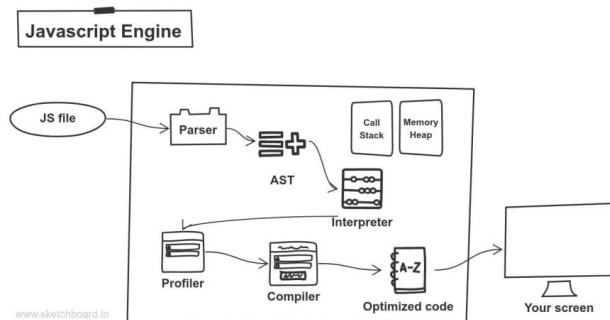 Javascript Engine
JS file
Parser
Call
Stack
Memory
Heap
AST
Interpreter
Profiler
Compiler
A-Z
Optimized code
Your screen
www.sketchboard.io